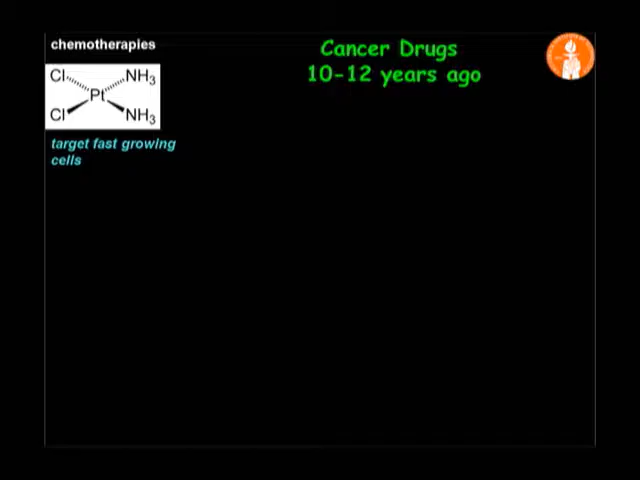 chemotherapies
Cancer Drugs
10-12 years ago
Cl
NH3
Pt
Cl
NH3
target fast growing
cells